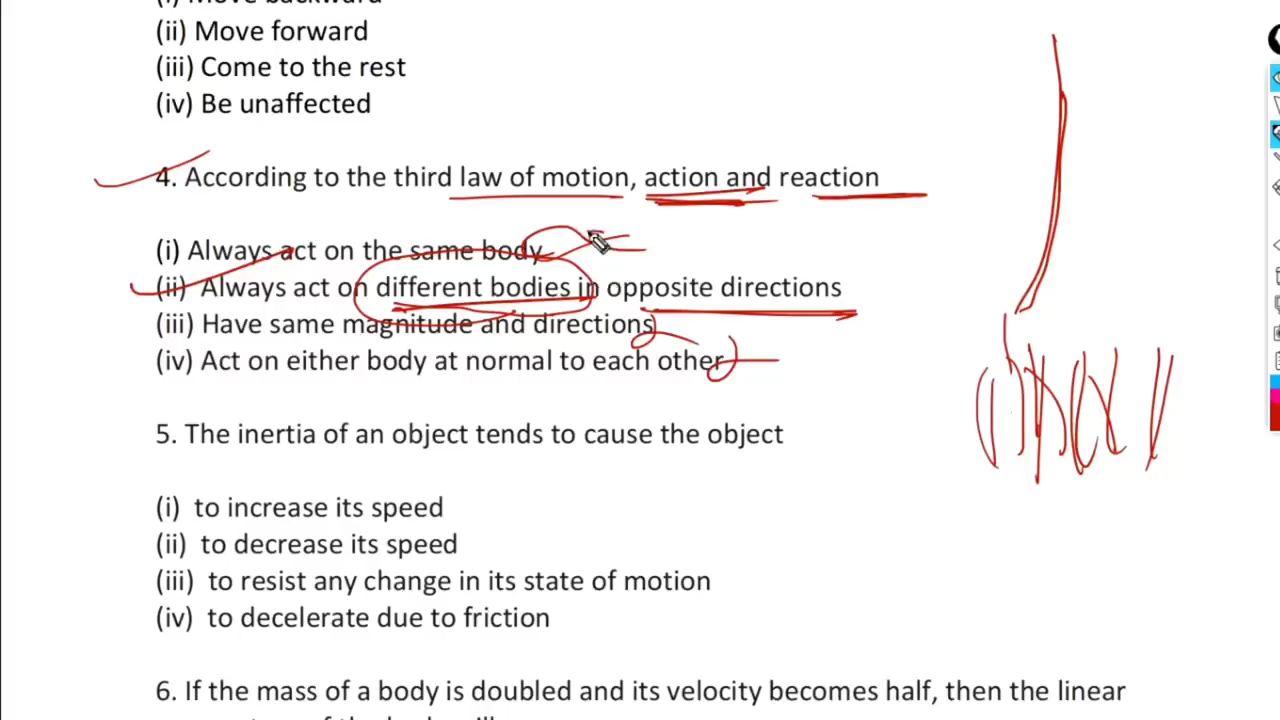 (i) Move backward
(ii) Move forward
(iii) Come to the rest
(iv) Be unaffected
4. According to the third law of motion, action and reaction
(i) Always act on the same body
(ii) Always act on different bodies in opposite directions
(iii) Have same magnitude and directions
(iv) Act on either body at normal to each other
5. The inertia of an object tends to cause the object
(i) to increase its speed
(ii) to decrease its speed
(iii) to resist any change in its state of motion
(iv) to decelerate due to friction
6. If the mass of a body is doubled and its velocity becomes half, then the linear